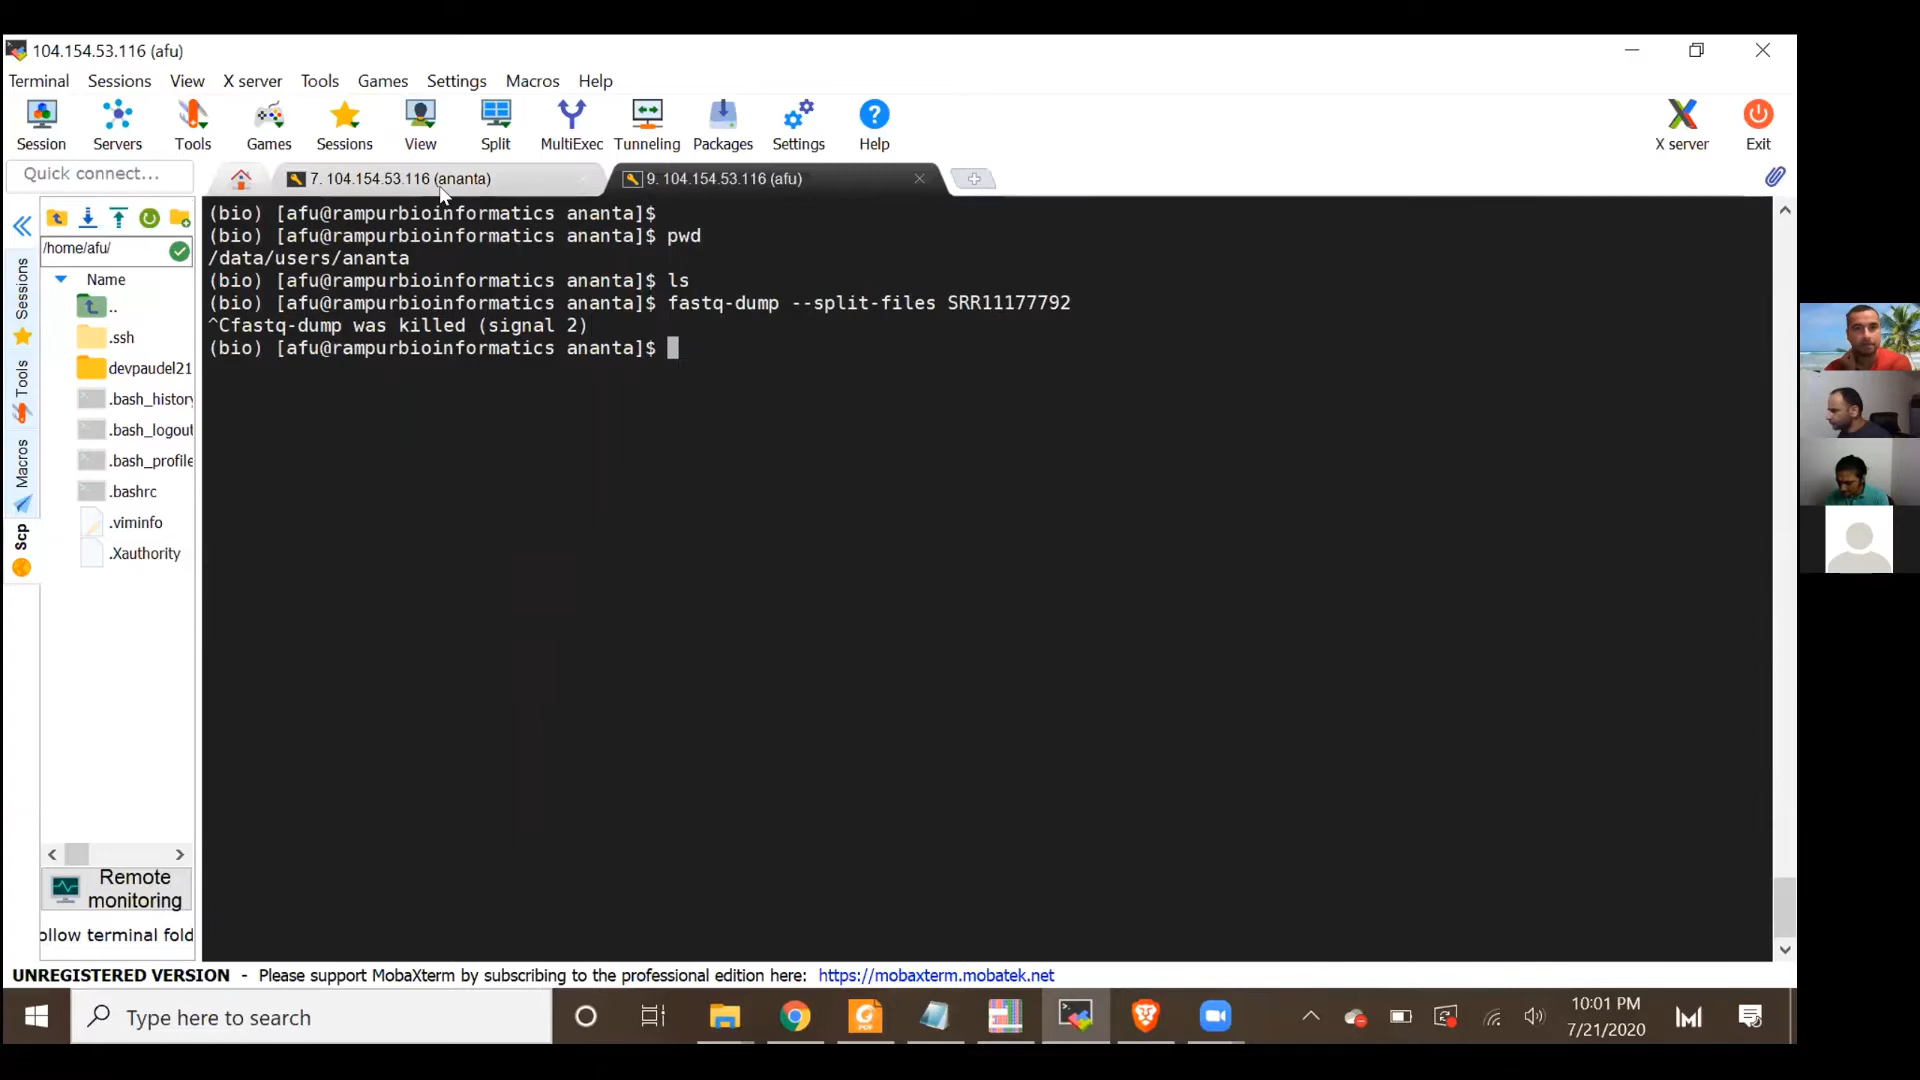 104.154.53.116 (afu)
Terminal Sessions View X server Tools Games Settings Macros Help
Session Servers Tools Games Sessions View Split MultiExec Tunneling Packages Settings Help X server Exit
Quick connect...
7. 104.154.53.116 (ananta)
9. 104.154.53.116 (afu)
Sessions
Tools
Macros
Scp
/home/afu/
Name
..
.ssh
devpaudel21
.bash_history
.bash_logout
.bash_profile
.bashrc
.viminfo
.Xauthority
Remote
monitoring
ollow terminal fold
(bio) [afu@rampurbioinformatics ananta]$
(bio) [afu@rampurbioinformatics ananta]$ pwd
/data/users/ananta
(bio) [afu@rampurbioinformatics ananta]$ ls
(bio) [afu@rampurbioinformatics ananta]$ fastq-dump --split-files SRR11177792
^Cfastq-dump was killed (signal 2)
(bio) [afu@rampurbioinformatics ananta]$
UNREGISTERED VERSION - Please support MobaXterm by subscribing to the professional edition here: https://mobaxterm.mobatek.net
Type here to search
10:01 PM
7/21/2020